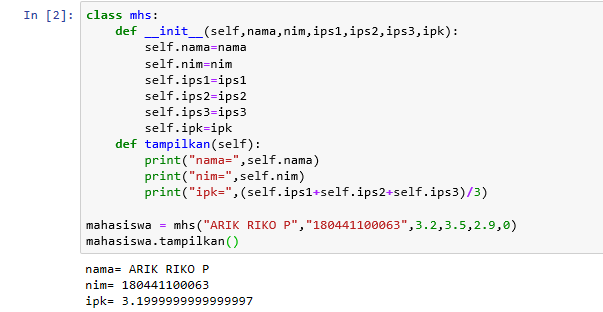 In [2]: class mhs:
    def __init__(self,nama,nim,ips1,ips2,ips3,ipk):
        self.nama=nama
        self.nim=nim
        self.ips1=ips1
        self.ips2=ips2
        self.ips3=ips3
        self.ipk=ipk
    def tampilkan(self):
        print("nama=",self.nama)
        print("nim=",self.nim)
        print("ipk=",(self.ips1+self.ips2+self.ips3)/3)

mahasiswa = mhs("ARIK RIKO P","180441100063",3.2,3.5,2.9,0)
mahasiswa.tampilkan()
nama= ARIK RIKO P
nim= 180441100063
ipk= 3.1999999999999997